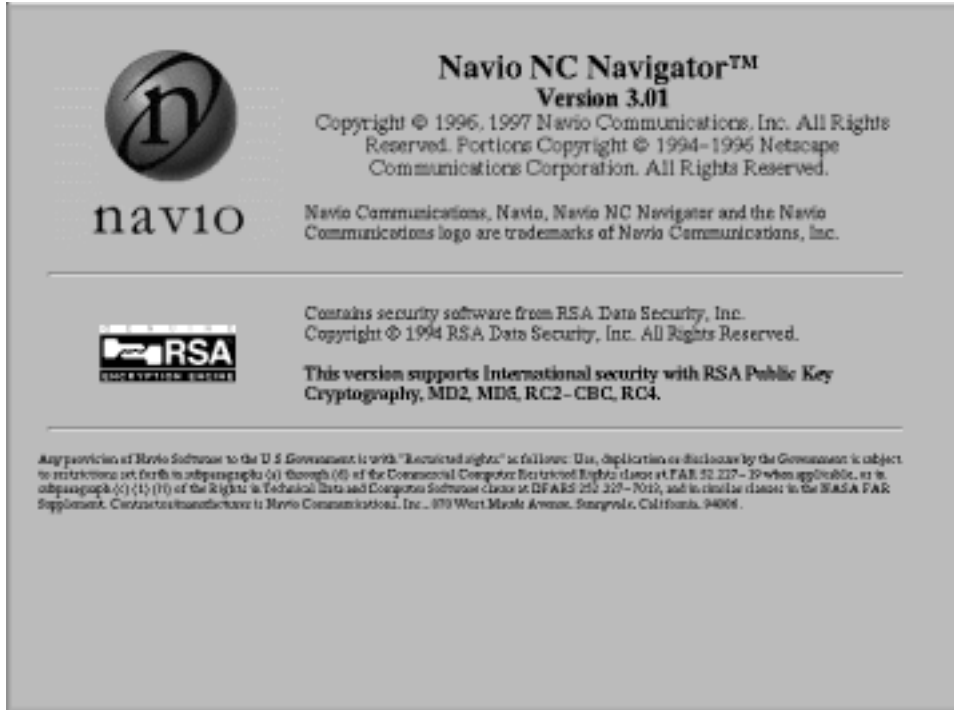 Navio NC Navigator™
Version 3.01
Copyright © 1996, 1997 Navio Communications, Inc. All Rights
Reserved. Portions Copyright © 1994-1996 Netscape
Communications Corporation. All Rights Reserved.
navio
Navio Communications, Navio, Navio NC Navigator and the Navio
Communications logo are trademarks of Navio Communications, Inc.
GENUINE
RSA
ENCRYPTION ENGINE
Contains security software from RSA Data Security, Inc.
Copyright © 1994 RSA Data Security, Inc. All Rights Reserved.
This version supports International security with RSA Public Key
Cryptography, MD2, MD5, RC2-CBC, RC4.
Any provision of Navio Software to the U.S Government is with "Restricted rights" as follows: Use, duplication or disclosure by the Government is subject
to restrictions set forth in subparagraphs (a) through (d) of the Commercial Computer Restricted Rights clause at FAR 52.227-19 when applicable, or in
subparagraph (c) (1) (ii) of the Rights in Technical Data and Computer Software clause at DFARS 252.227-7013, and in similar clauses in the NASA FAR
Supplement. Contractor/manufacturer is Navio Communications, Inc., 870 West Maude Avenue, Sunnyvale, California, 94086.